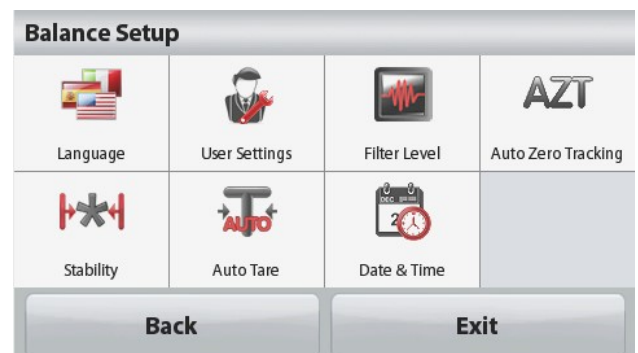 Balance Setup
AZT
Language
User Settings
Filter Level
Auto Zero Tracking
AUTO
DEC
2
Stability
Auto Tare
Date & Time
Back
Exit